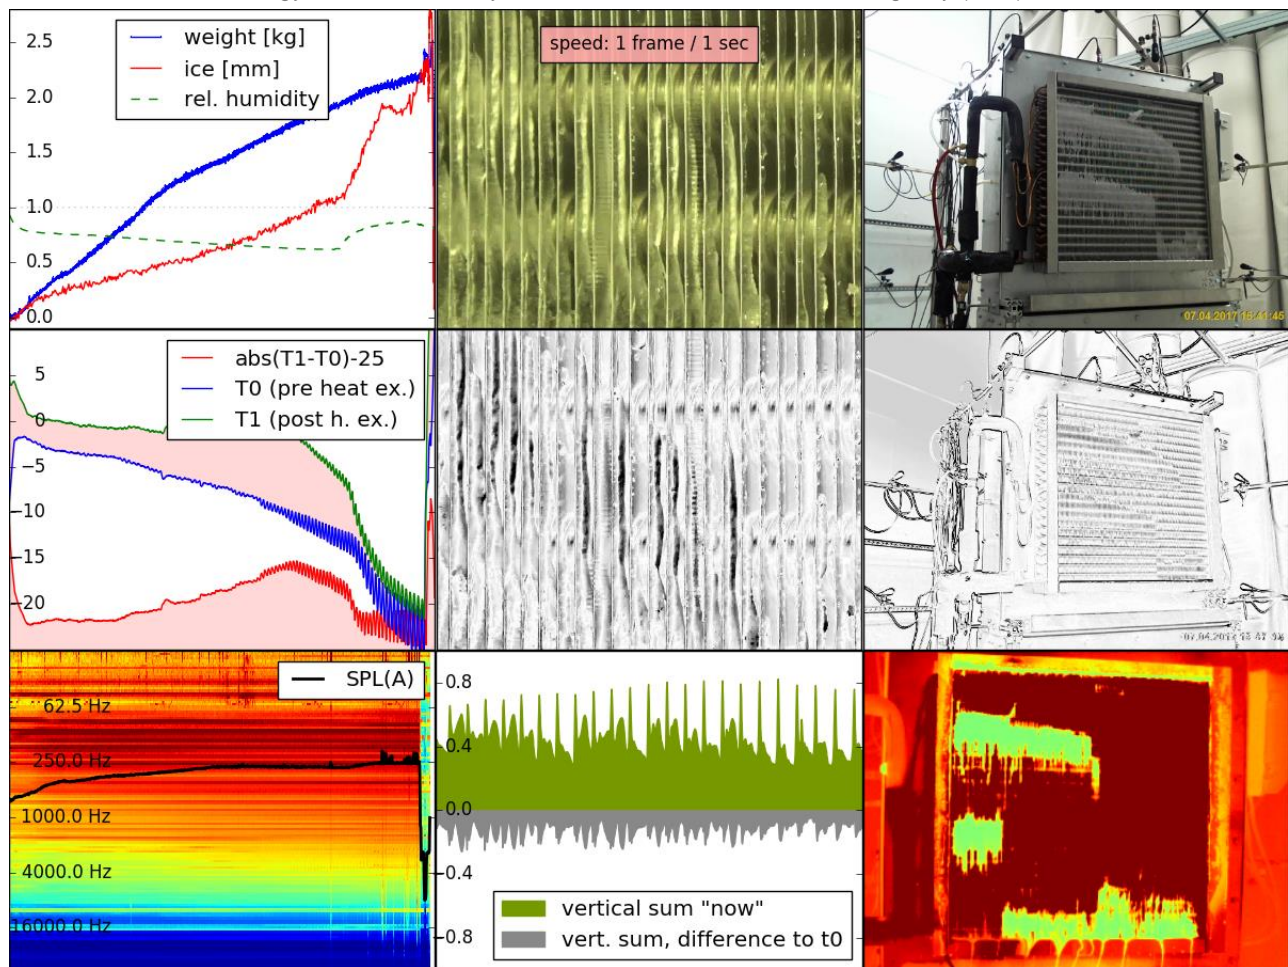 2.5
2.0
1.5
1.0
0.5
0.0
weight [kg]
ice [mm]
rel. humidity
speed: 1 frame / 1 sec
07.04.2017 15:41:45
5
0
−5
−10
−15
−20
abs(T1-T0)-25
T0 (pre heat ex.)
T1 (post h. ex.)
62.5 Hz
250.0 Hz
1000.0 Hz
4000.0 Hz
16000.0 Hz
SPL(A)
0.8
0.4
0.0
−0.4
−0.8
vertical sum "now"
vert. sum, difference to t0